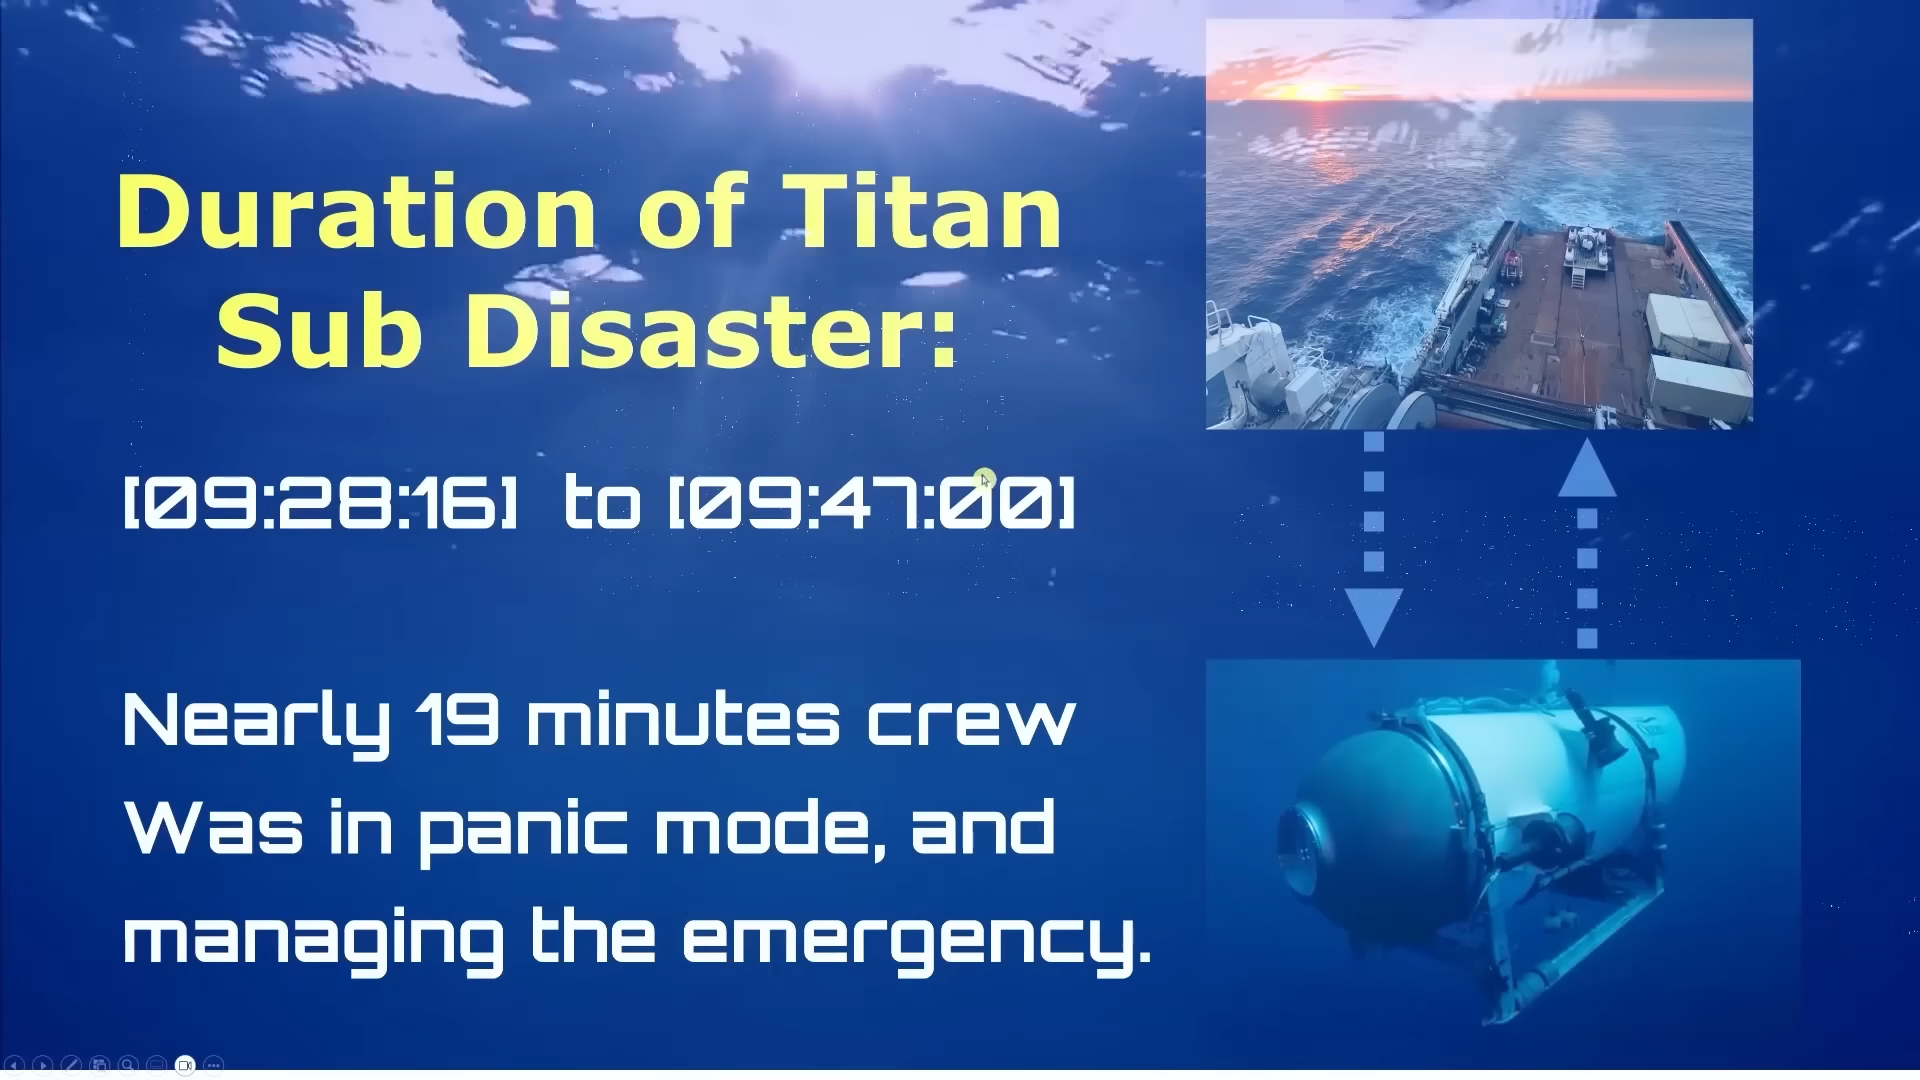 Duration of Titan
Sub Disaster:
[09:28:16] to [09:47:00]
Nearly 19 minutes crew
Was in panic mode, and
managing the emergency.